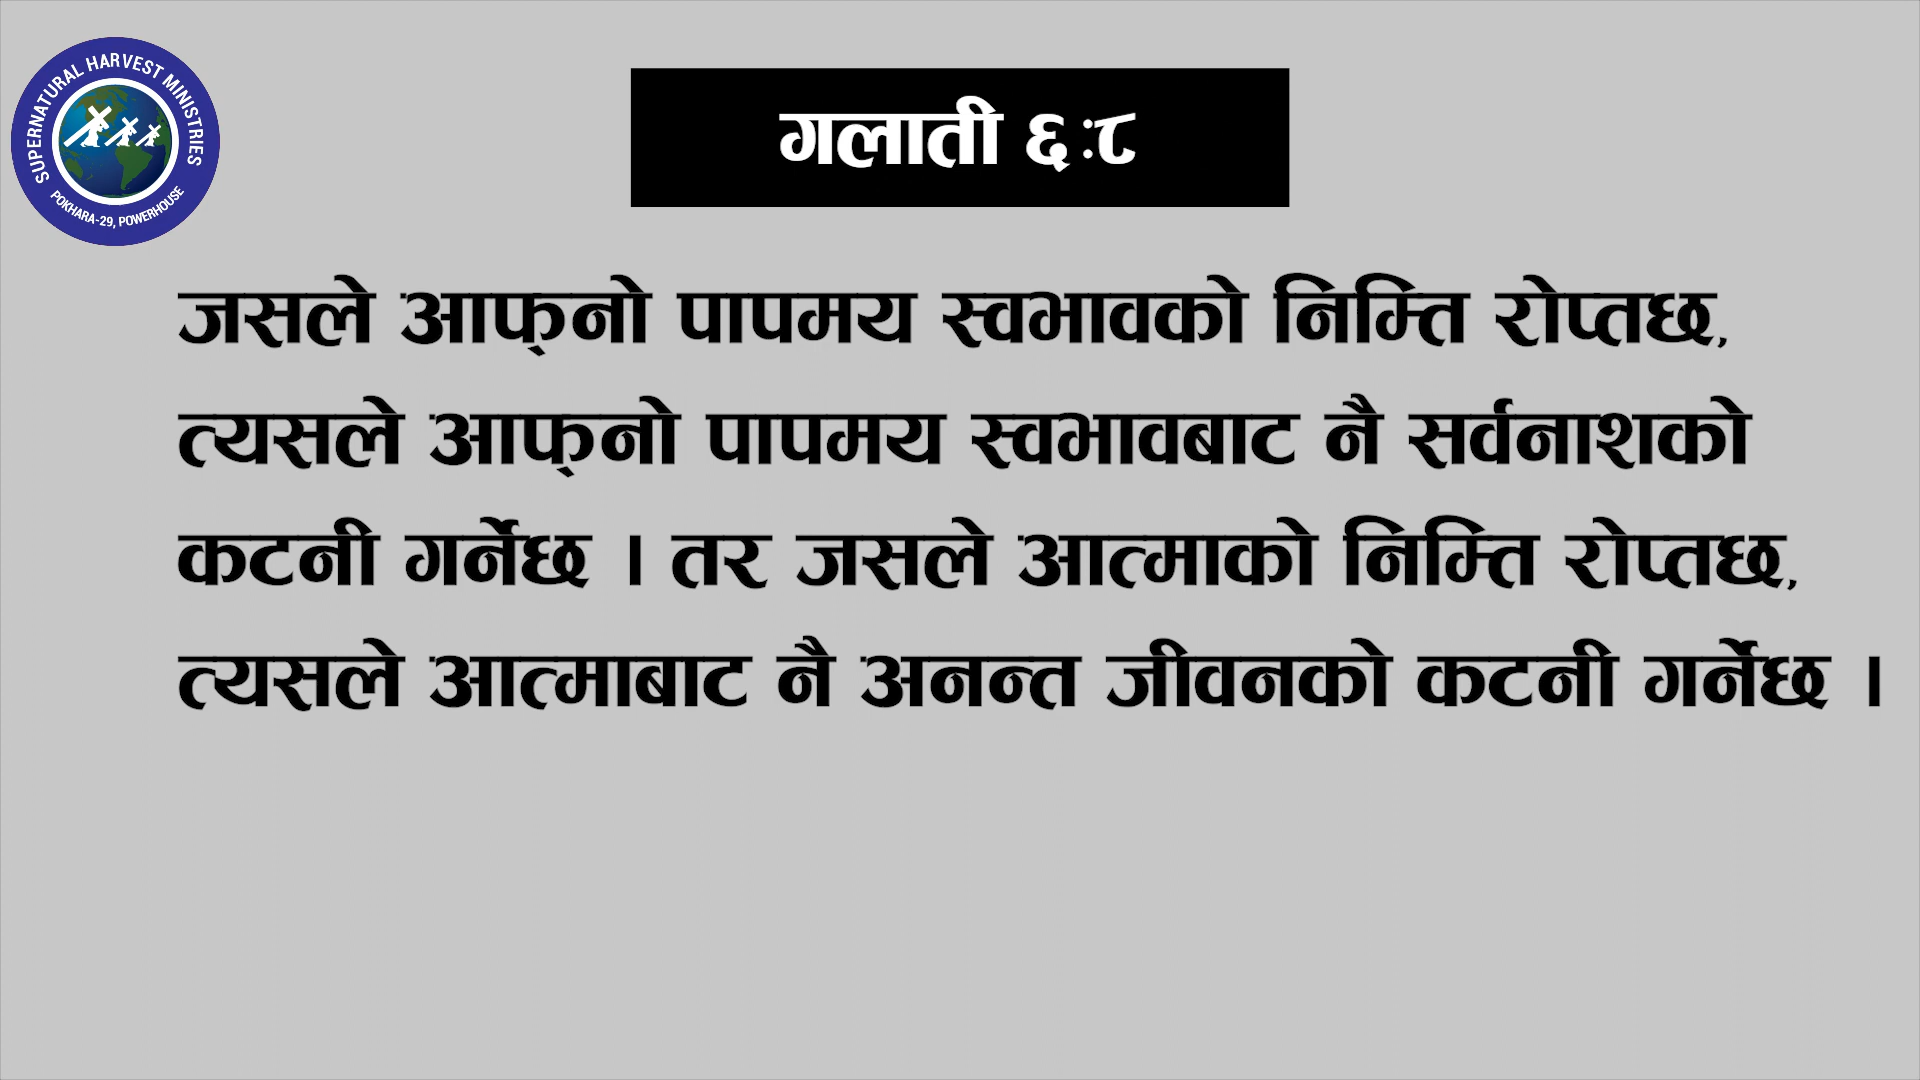 SUPERNATURAL HARVEST MINISTRIES
POKHARA-29, POWERHOUSE
गलाती ६ः८
जसले आफ्‌नो पापमय स्वभावको निम्ति रोप्तछ,
त्यसले आफ्‌नो पापमय स्वभावबाट नै सर्वनाशको
कटनी गर्नेछ । तर जसले आत्माको निम्ति रोप्तछ,
त्यसले आत्माबाट नै अनन्त जीवनको कटनी गर्नेछ ।